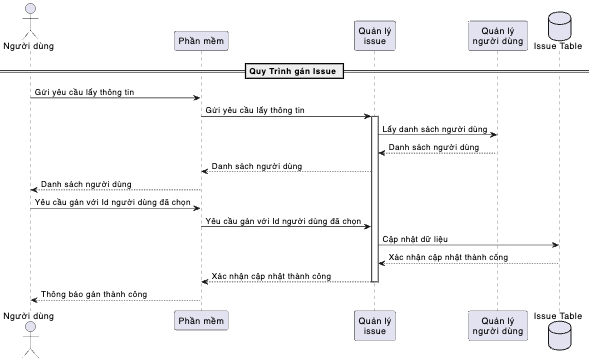 Người dùng
Phần mềm
Quản lý
issue
Quản lý
người dùng
Issue Table
Quy Trình gán Issue
Gửi yêu cầu lấy thông tin
Gửi yêu cầu lấy thông tin
Lấy danh sách người dùng
Danh sách người dùng
Danh sách người dùng
Danh sách người dùng
Yêu cầu gán với Id người dùng đã chọn
Yêu cầu gán với Id người dùng đã chọn
Cập nhật dữ liệu
Xác nhận cập nhật thành công
Xác nhận cập nhật thành công
Thông báo gán thành công
Người dùng
Phần mềm
Quản lý
issue
Quản lý
người dùng
Issue Table